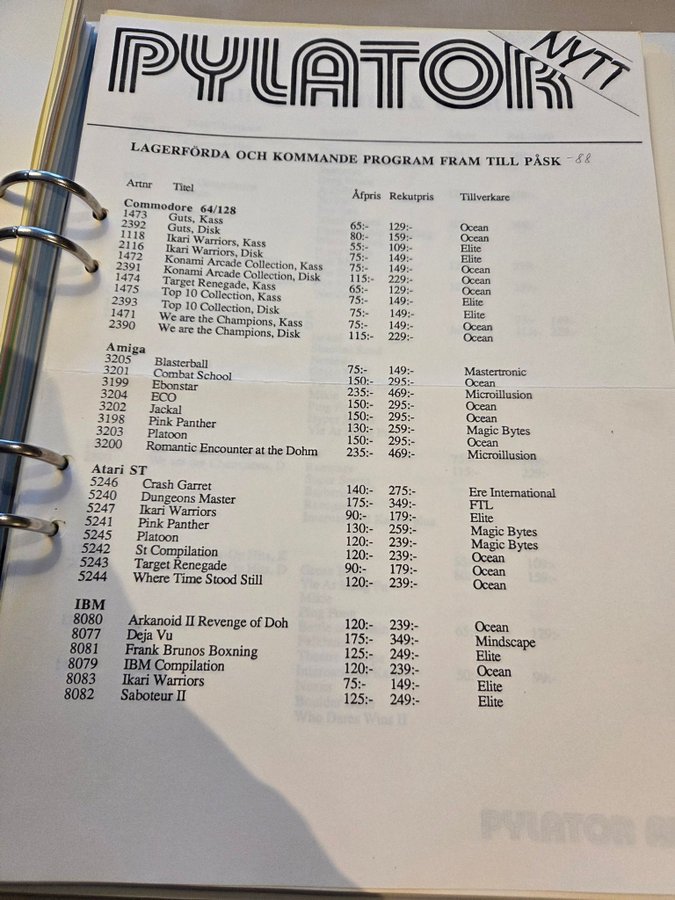 PYLATOR
NYTT
LAGERFÖRDA OCH KOMMANDE PROGRAM FRAM TILL PÅSK -88
Artnr Titel Åfpris Rekutpris Tillverkare
Commodore 64/128
1473 Guts, Kass 65:- 129:- Ocean
2392 Guts, Disk 80:- 159:- Ocean
1118 Ikari Warriors, Kass 55:- 109:- Elite
2116 Ikari Warriors, Disk 75:- 149:- Elite
1472 Konami Arcade Collection, Kass 75:- 149:- Ocean
2391 Konami Arcade Collection, Disk 115:- 229:- Ocean
1474 Target Renegade, Kass 65:- 129:- Ocean
1475 Top 10 Collection, Kass 75:- 149:- Elite
2393 Top 10 Collection, Disk 75:- 149:- Elite
1471 We are the Champions, Kass 75:- 149:- Ocean
2390 We are the Champions, Disk 115:- 229:- Ocean
Amiga
3205 Blasterball 75:- 149:- Mastertronic
3201 Combat School 150:- 295:- Ocean
3199 Ebonstar 235:- 469:- Microillusion
3204 ECO 150:- 295:- Ocean
3202 Jackal 150:- 295:- Ocean
3198 Pink Panther 130:- 259:- Magic Bytes
3203 Platoon 150:- 295:- Ocean
3200 Romantic Encounter at the Dohm 235:- 469:- Microillusion
Atari ST
5246 Crash Garret 140:- 275:- Ere International
5240 Dungeons Master 175:- 349:- FTL
5247 Ikari Warriors 90:- 179:- Elite
5241 Pink Panther 130:- 259:- Magic Bytes
5245 Platoon 120:- 239:- Magic Bytes
5242 St Compilation 120:- 239:- Ocean
5243 Target Renegade 90:- 179:- Ocean
5244 Where Time Stood Still 120:- 239:- Ocean
IBM
8080 Arkanoid II Revenge of Doh 120:- 239:- Ocean
8077 Deja Vu 175:- 349:- Mindscape
8081 Frank Brunos Boxning 125:- 249:- Elite
8079 IBM Compilation 120:- 239:- Ocean
8083 Ikari Warriors 75:- 149:- Elite
8082 Saboteur II 125:- 249:- Elite
Who Dares Wins II
PYLATOR